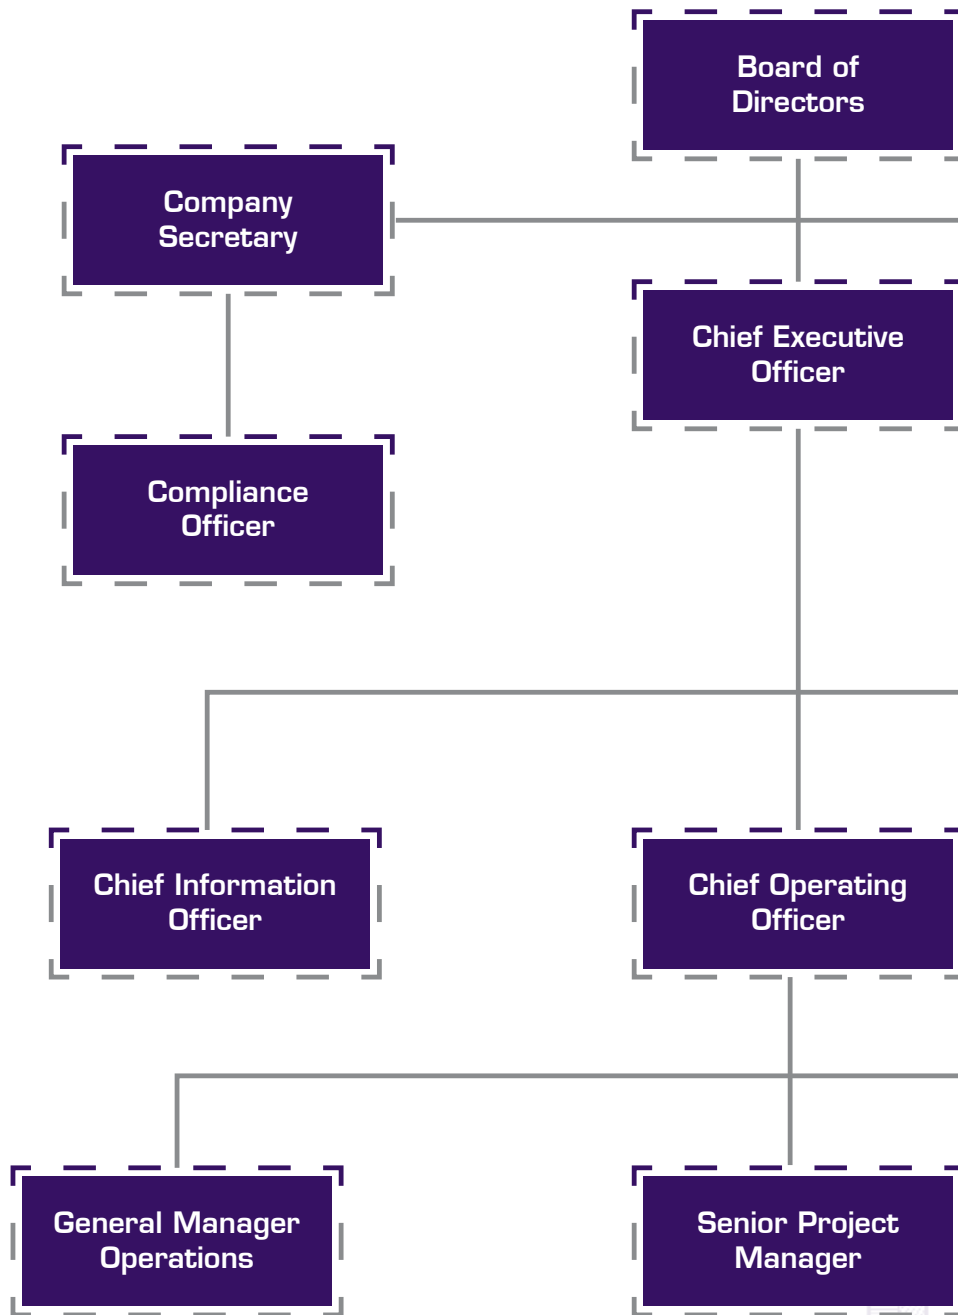 Board of
Directors
Company
Secretary
Chief Executive
Officer
Compliance
Officer
Chief Information
Officer
Chief Operating
Officer
General Manager
Operations
Senior Project
Manager